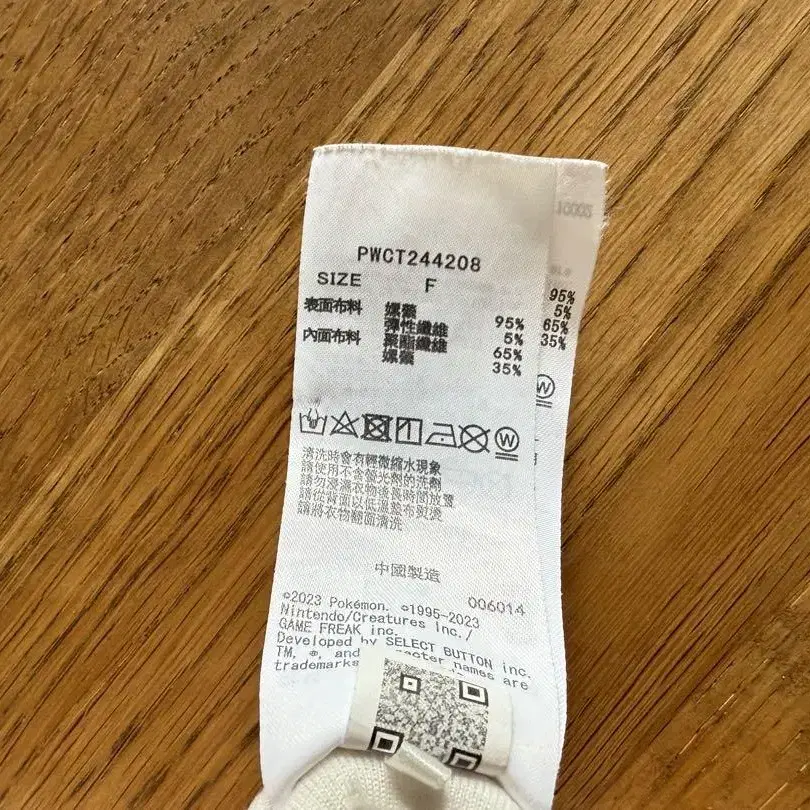 PWCT244208
SIZE F
表面布料 嫘縈 95%
彈性纖維 5%
內面布料 聚酯纖維 65%
嫘縈 35%
W
清洗時會有輕微縮水現象
請使用不含螢光劑的洗劑
請勿浸濕衣物後長時間放置
請從背面以低溫墊布熨燙
請將衣物翻面清洗
中國製造
006014
©2023 Pokémon. ©1995-2023
Nintendo/Creatures Inc./
GAME FREAK inc.
Developed by SELECT BUTTON inc.
TM, ®, and names are
trademarks
95%
5%
65%
35%
W